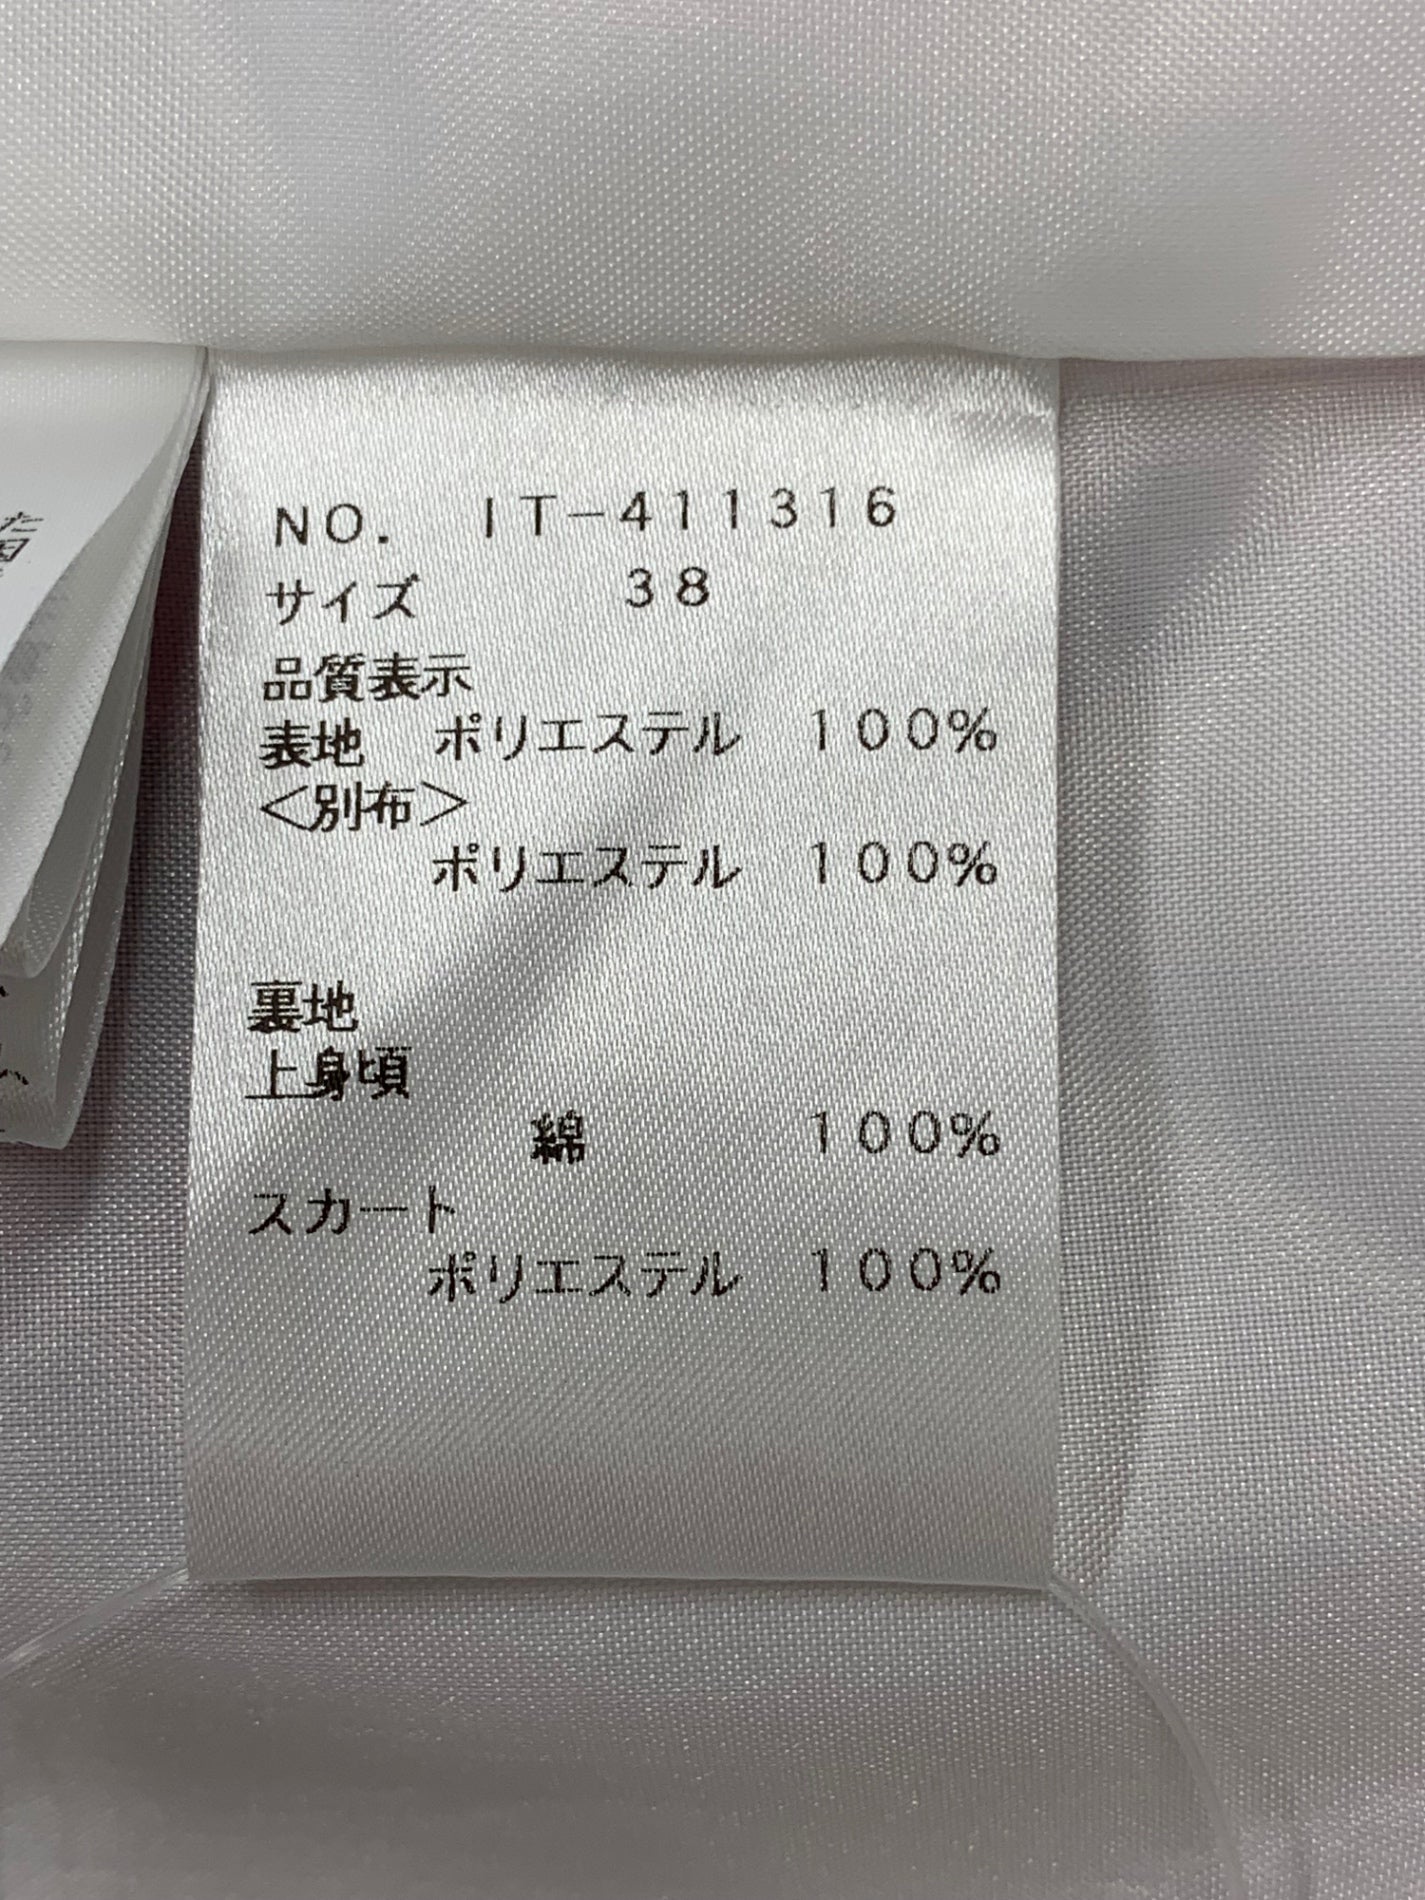 NO. IT-411316
サイズ 38
品質表示
表地 ポリエステル 100%
<別布>
ポリエステル 100%
裏地
上身頃
綿 100%
スカート
ポリエステル 100%
た